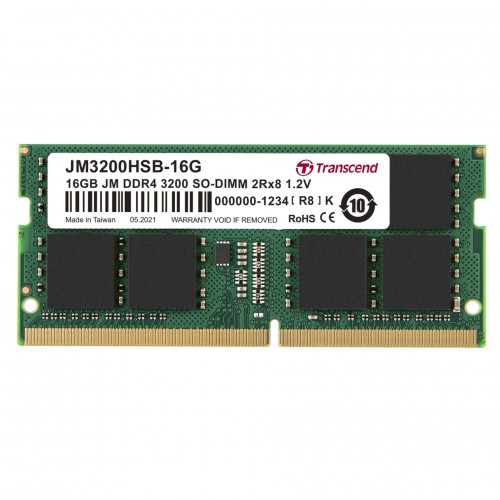 JM3200HSB-16G
Transcend
16GB JM DDR4 3200 SO-DIMM 2Rx8 1.2V
000000-1234 [ R8 ] K
Made in Taiwan 05.2021 WARRANTY VOID IF REMOVED
RoHS CE
10